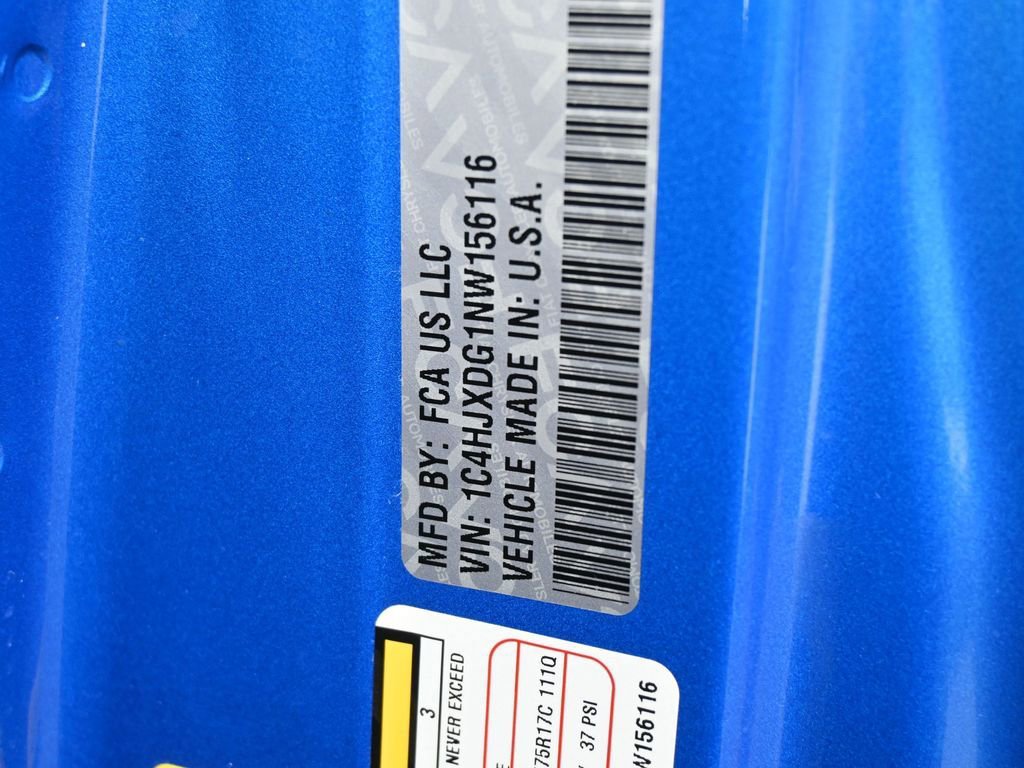 MFD BY: FCA US LLC
VIN: 1C4HJXDG1NW156116
VEHICLE MADE IN: U.S.A.
3
NEVER EXCEED
75R17C 111Q
37 PSI
W156116